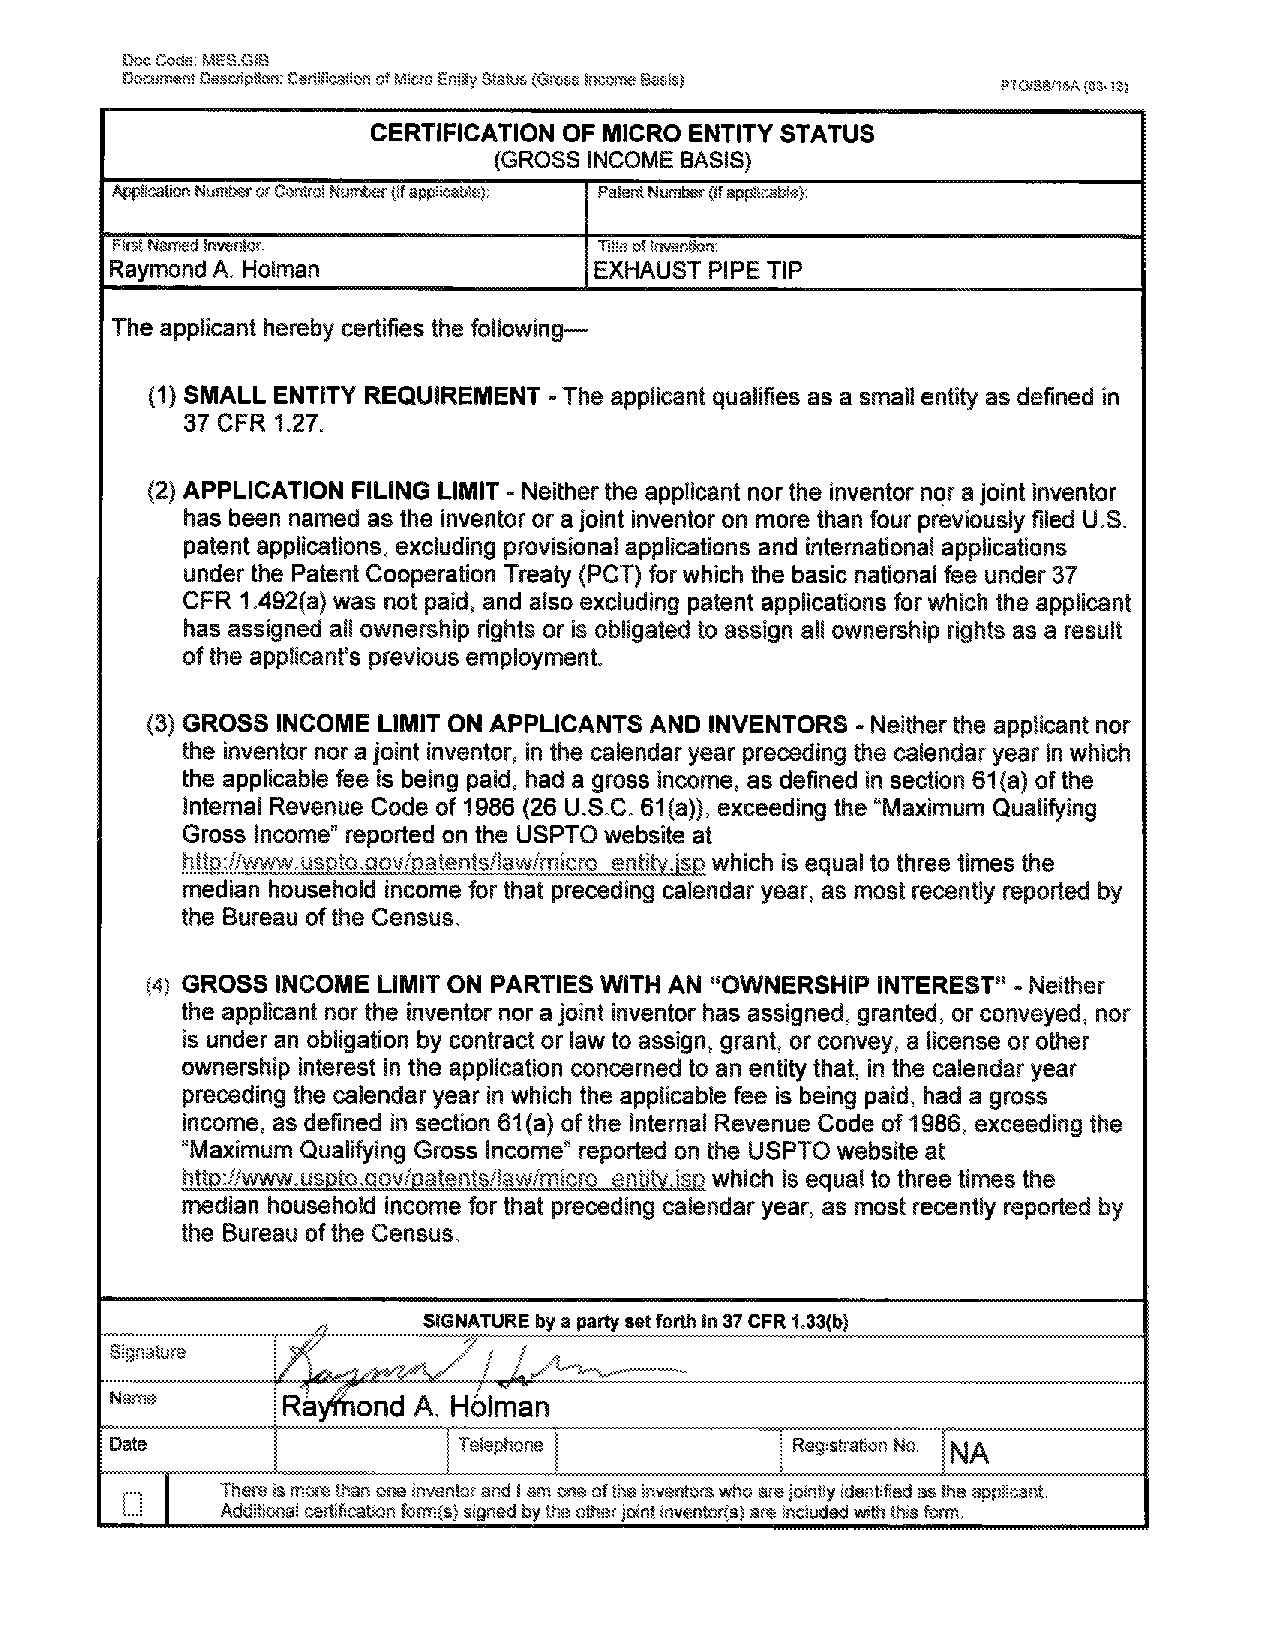 Doc Code: MES.GIB
Document Description: Certification of Micro Entity Status (Gross Income Basis)
PTO/SB/15A (03-13)
CERTIFICATION OF MICRO ENTITY STATUS
(GROSS INCOME BASIS)
Application Number or Control Number (if applicable):
Patent Number (if applicable):
First Named Inventor:
Title of Invention:
Raymond A. Holman
EXHAUST PIPE TIP
The applicant hereby certifies the following—
(1) SMALL ENTITY REQUIREMENT - The applicant qualifies as a small entity as defined in
37 CFR 1.27.
(2) APPLICATION FILING LIMIT - Neither the applicant nor the inventor nor a joint inventor
has been named as the inventor or a joint inventor on more than four previously filed U.S.
patent applications, excluding provisional applications and international applications
under the Patent Cooperation Treaty (PCT) for which the basic national fee under 37
CFR 1.492(a) was not paid, and also excluding patent applications for which the applicant
has assigned all ownership rights or is obligated to assign all ownership rights as a result
of the applicant's previous employment.
(3) GROSS INCOME LIMIT ON APPLICANTS AND INVENTORS - Neither the applicant nor
the inventor nor a joint inventor, in the calendar year preceding the calendar year in which
the applicable fee is being paid, had a gross income, as defined in section 61(a) of the
Internal Revenue Code of 1986 (26 U.S.C. 61(a)), exceeding the “Maximum Qualifying
Gross Income” reported on the USPTO website at
http://www.uspto.gov/patents/law/micro_entity.jsp which is equal to three times the
median household income for that preceding calendar year, as most recently reported by
the Bureau of the Census.
(4) GROSS INCOME LIMIT ON PARTIES WITH AN “OWNERSHIP INTEREST” - Neither
the applicant nor the inventor nor a joint inventor has assigned, granted, or conveyed, nor
is under an obligation by contract or law to assign, grant, or convey, a license or other
ownership interest in the application concerned to an entity that, in the calendar year
preceding the calendar year in which the applicable fee is being paid, had a gross
income, as defined in section 61(a) of the Internal Revenue Code of 1986, exceeding the
“Maximum Qualifying Gross Income” reported on the USPTO website at
http://www.uspto.gov/patents/law/micro_entity.jsp which is equal to three times the
median household income for that preceding calendar year, as most recently reported by
the Bureau of the Census.
SIGNATURE by a party set forth in 37 CFR 1.33(b)
Signature
Name
Raymond A. Holman
Date
Telephone
Registration No.
NA
There is more than one inventor and I am one of the inventors who are jointly identified as the applicant.
Additional certification form(s) signed by the other joint inventor(s) are included with this form.